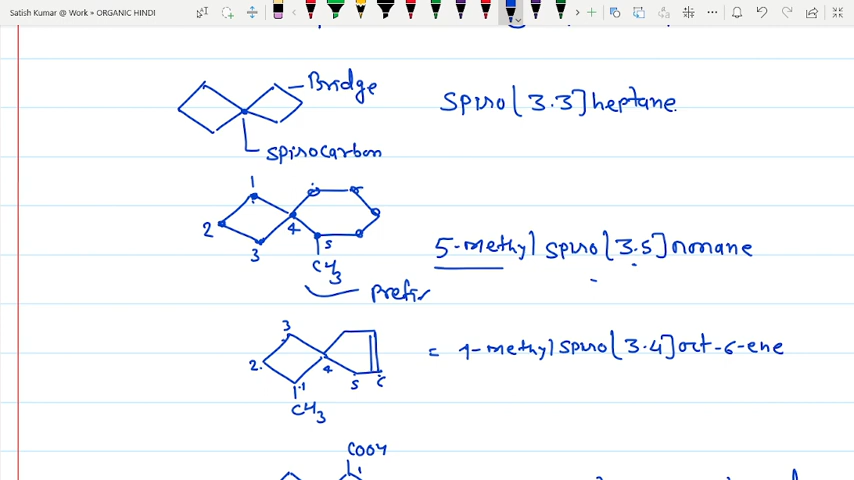 Satish Kumar @ Work » ORGANIC HINDI
Bridge
Spiro[3.3]heptane
Spirocarbon
1
2
3
4
5
CH3
5-methyl spiro[3.5]nonane
Prefix
3
2
1
4
5
6
CH3
= 1-methyl spiro[3.4]oct-6-ene
COOH
1